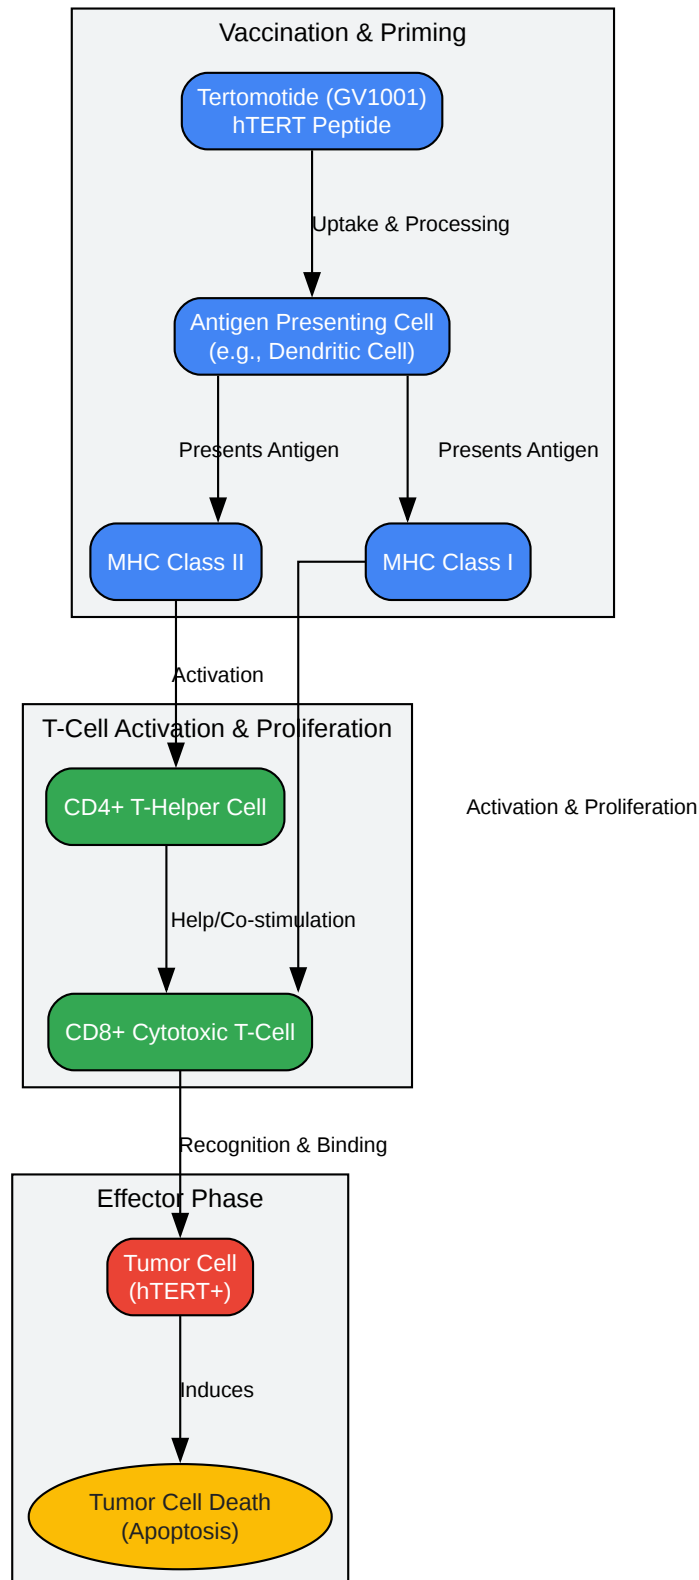 Vaccination & Priming
Tertomotide (GV1001)
hTERT Peptide
Uptake & Processing
Antigen Presenting Cell
(e.g., Dendritic Cell)
Presents Antigen
Presents Antigen
MHC Class II
MHC Class I
Activation
T-Cell Activation & Proliferation
CD4+ T-Helper Cell
Activation & Proliferation
Help/Co-stimulation
CD8+ Cytotoxic T-Cell
Recognition & Binding
Effector Phase
Tumor Cell
(hTERT+)
Induces
Tumor Cell Death
(Apoptosis)